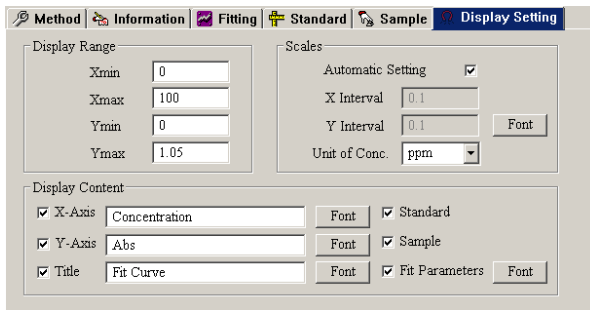 Method Information Fitting Standard Sample Display Setting
Display Range
Xmin 0
Xmax 100
Ymin 0
Ymax 1.05
Scales
Automatic Setting
X Interval 0.1
Y Interval 0.1 Font
Unit of Conc. ppm
Display Content
X-Axis Concentration Font Standard
Y-Axis Abs Font Sample
Title Fit Curve Font Fit Parameters Font